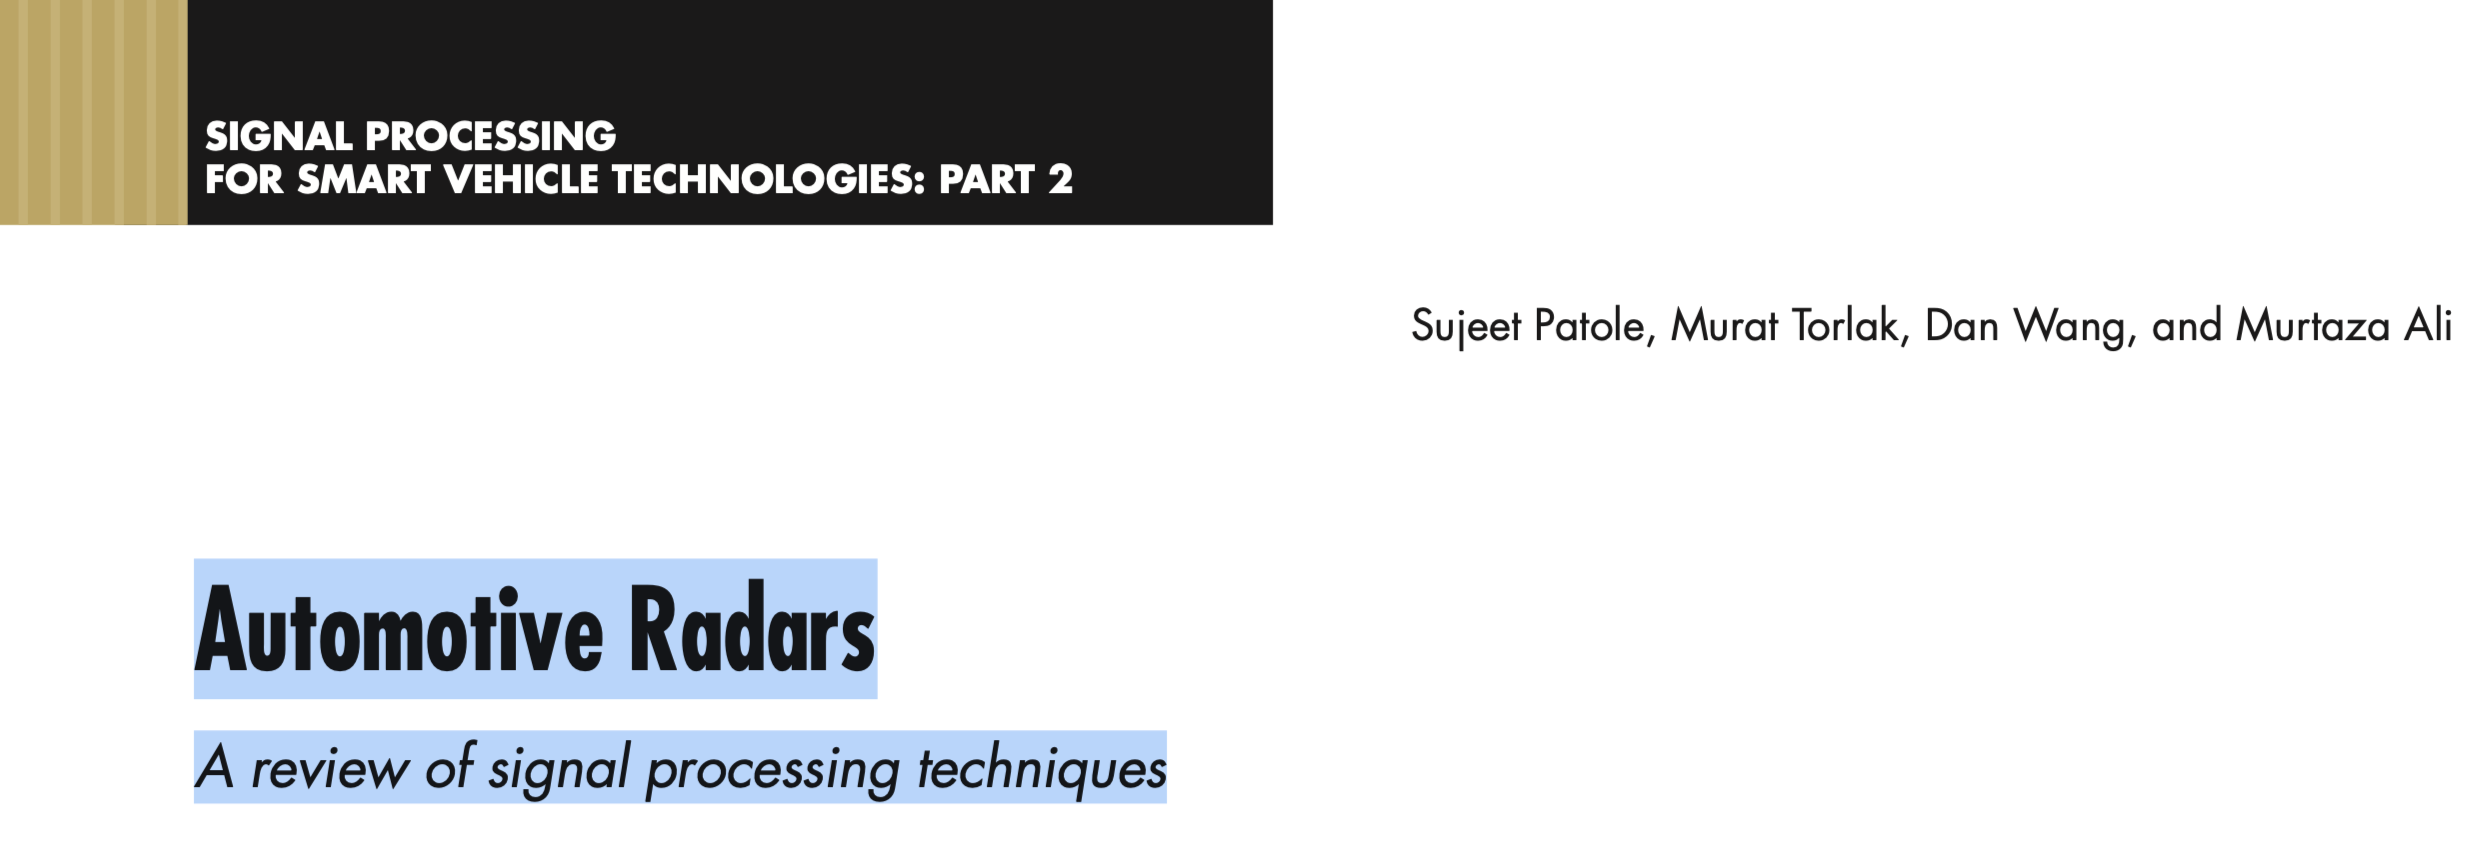 SIGNAL PROCESSING
FOR SMART VEHICLE TECHNOLOGIES: PART 2
Sujeet Patole, Murat Torlak, Dan Wang, and Murtaza Ali
Automotive Radars
A review of signal processing techniques